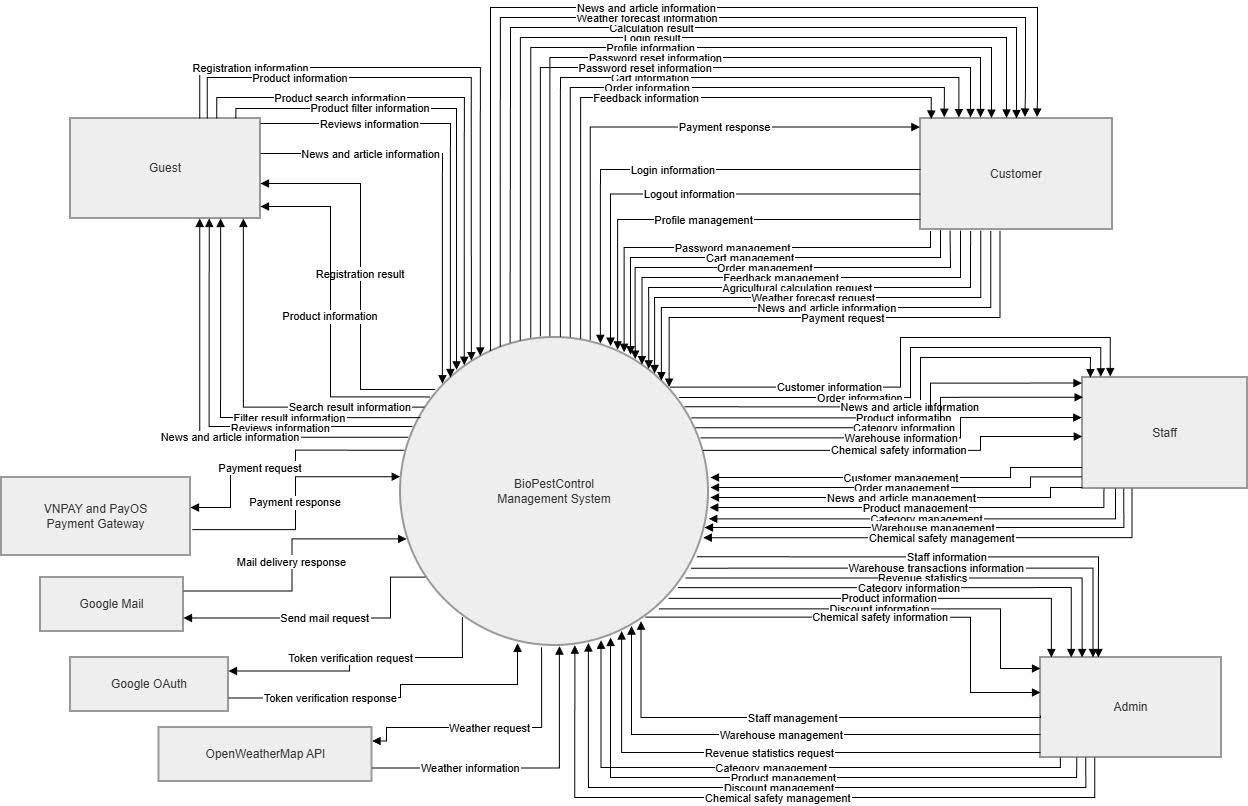 News and article information
Weather forecast information
Calculation result
Login result
Profile information
Password reset information
Password reset information
Cart information
Order information
Feedback information
Registration information
Product information
Product search information
Product filter information
Reviews information
News and article information
Guest
Registration result
Product information
Search result information
Filter result information
Reviews information
News and article information
Payment response
Customer
Login information
Logout information
Profile management
Password management
Cart management
Order management
Feedback management
Agricultural calculation request
Weather forecast request
News and article information
Payment request
Customer information
Order information
News and article information
Product information
Category information
Warehouse information
Chemical safety information
Staff
Customer management
Order management
News and article management
Product management
Category management
Warehouse management
Chemical safety management
BioPestControl
Management System
Payment request
Payment response
VNPAY and PayOS
Payment Gateway
Mail delivery response
Google Mail
Send mail request
Token verification request
Google OAuth
Token verification response
Weather request
OpenWeatherMap API
Weather information
Staff information
Warehouse transactions information
Revenue statistics
Category information
Product information
Discount information
Chemical safety information
Admin
Staff management
Warehouse management
Revenue statistics request
Category management
Product management
Discount management
Chemical safety management